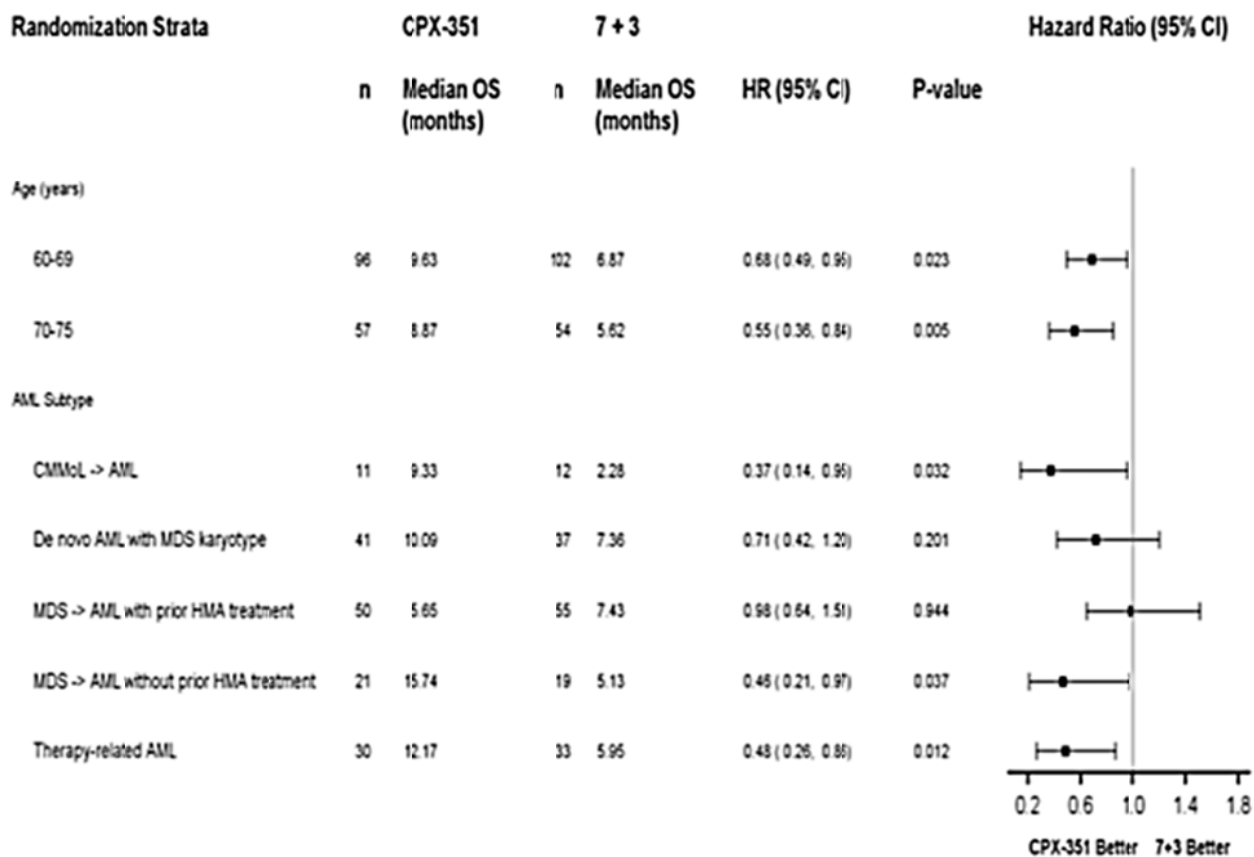 Randomization Strata CPX-351 7 + 3 Hazard Ratio (95% CI)
n Median OS (months) n Median OS (months) HR (95% CI) P-value
Age (years)
60-69 96 9.63 102 6.87 0.68 (0.49, 0.95) 0.023
70-75 57 8.87 54 5.62 0.55 (0.36, 0.84) 0.005
AML Subtype
CMMoL -> AML 11 9.33 12 2.28 0.37 (0.14, 0.95) 0.032
De novo AML with MDS karyotype 41 10.09 37 7.36 0.71 (0.42, 1.20) 0.201
MDS -> AML with prior HMA treatment 50 5.65 55 7.43 0.98 (0.64, 1.51) 0.944
MDS -> AML without prior HMA treatment 21 15.74 19 5.13 0.46 (0.21, 0.97) 0.037
Therapy-related AML 30 12.17 33 5.95 0.48 (0.26, 0.86) 0.012
0.2 0.6 1.0 1.4 1.8
CPX-351 Better 7+3 Better